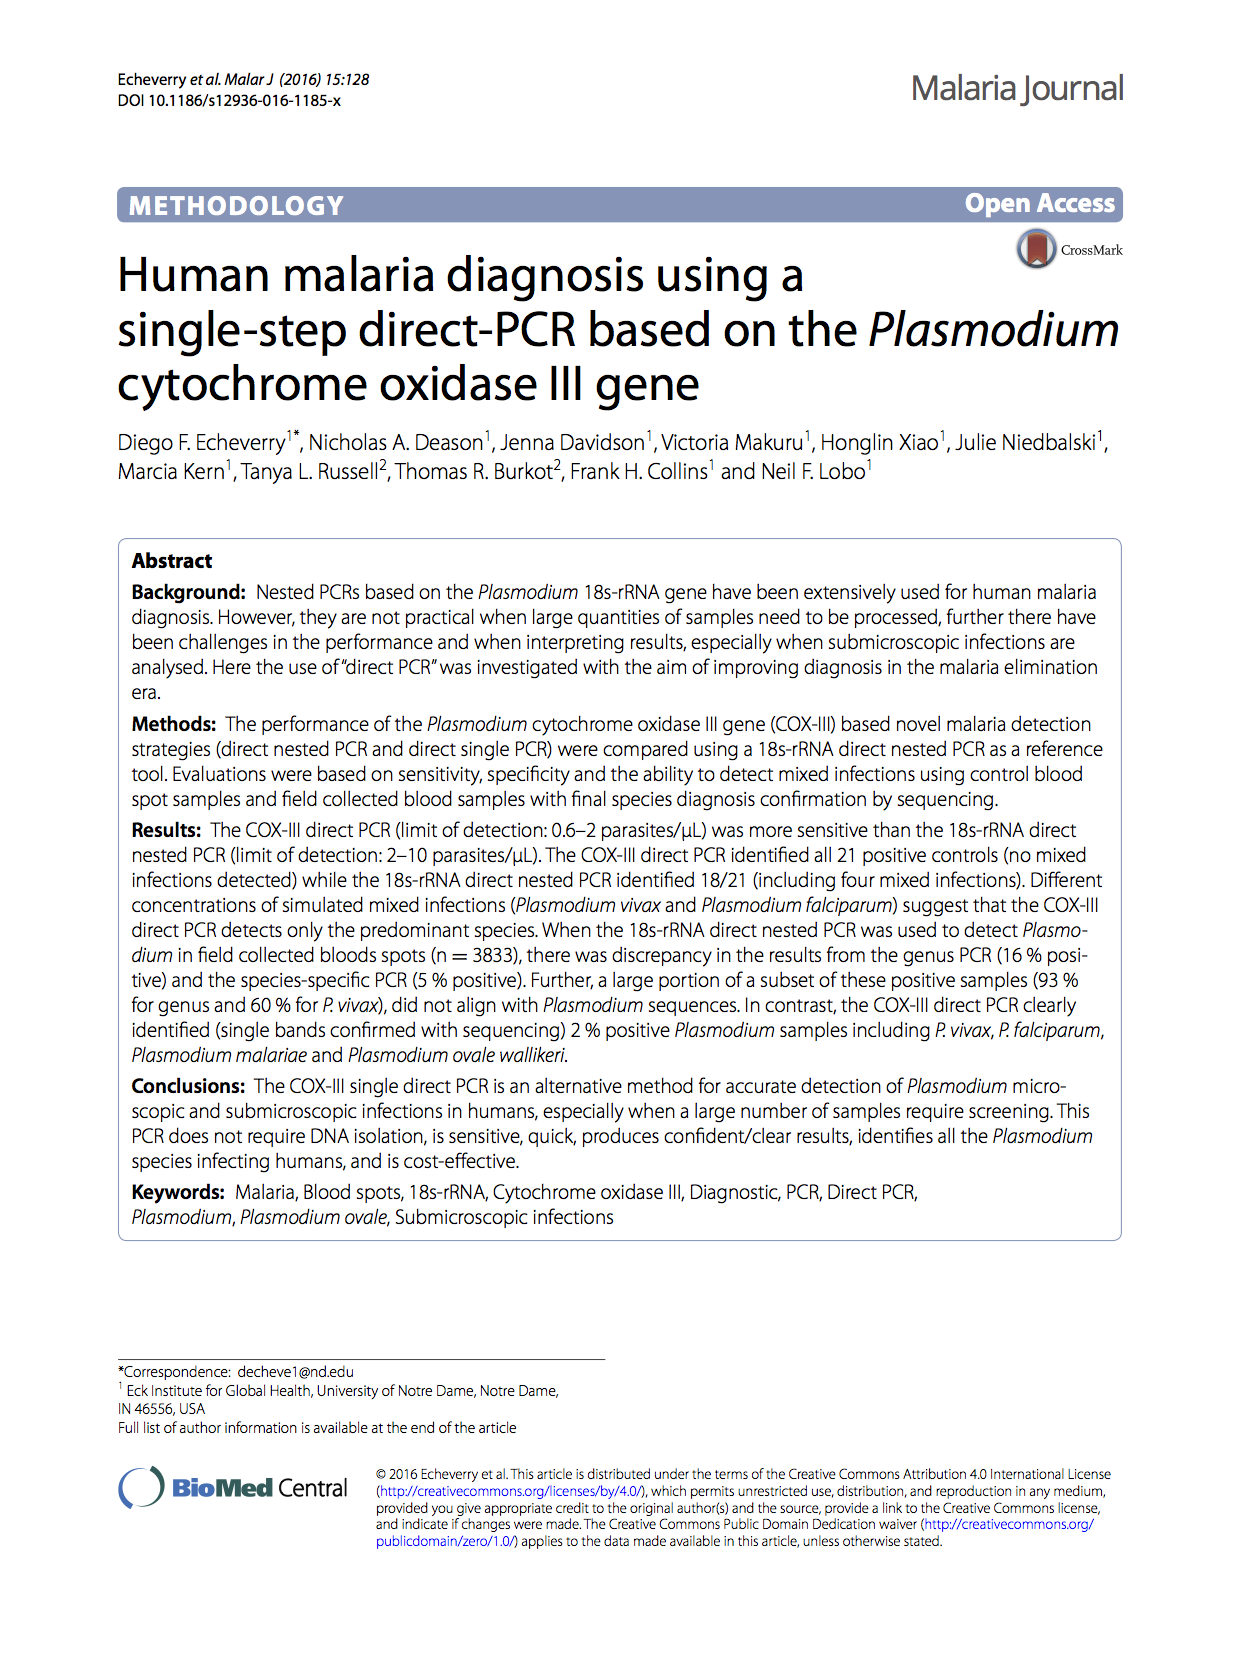 Echeverry et al. Malar J (2016) 15:128
DOI 10.1186/s12936-016-1185-x
Malaria Journal
METHODOLOGY
Open Access
CrossMark
Human malaria diagnosis using a
single-step direct-PCR based on the Plasmodium
cytochrome oxidase III gene
Diego F. Echeverry1*, Nicholas A. Deason1, Jenna Davidson1, Victoria Makuru1, Honglin Xiao1, Julie Niedbalski1,
Marcia Kern1, Tanya L. Russell2, Thomas R. Burkot2, Frank H. Collins1 and Neil F. Lobo1
Abstract
Background: Nested PCRs based on the Plasmodium 18s-rRNA gene have been extensively used for human malaria
diagnosis. However, they are not practical when large quantities of samples need to be processed, further there have
been challenges in the performance and when interpreting results, especially when submicroscopic infections are
analysed. Here the use of “direct PCR” was investigated with the aim of improving diagnosis in the malaria elimination
era.
Methods: The performance of the Plasmodium cytochrome oxidase III gene (COX-III) based novel malaria detection
strategies (direct nested PCR and direct single PCR) were compared using a 18s-rRNA direct nested PCR as a reference
tool. Evaluations were based on sensitivity, specificity and the ability to detect mixed infections using control blood
spot samples and field collected blood samples with final species diagnosis confirmation by sequencing.
Results: The COX-III direct PCR (limit of detection: 0.6–2 parasites/μL) was more sensitive than the 18s-rRNA direct
nested PCR (limit of detection: 2–10 parasites/μL). The COX-III direct PCR identified all 21 positive controls (no mixed
infections detected) while the 18s-rRNA direct nested PCR identified 18/21 (including four mixed infections). Different
concentrations of simulated mixed infections (Plasmodium vivax and Plasmodium falciparum) suggest that the COX-III
direct PCR detects only the predominant species. When the 18s-rRNA direct nested PCR was used to detect Plasmo-
dium in field collected bloods spots (n = 3833), there was discrepancy in the results from the genus PCR (16 % posi-
tive) and the species-specific PCR (5 % positive). Further, a large portion of a subset of these positive samples (93 %
for genus and 60 % for P. vivax), did not align with Plasmodium sequences. In contrast, the COX-III direct PCR clearly
identified (single bands confirmed with sequencing) 2 % positive Plasmodium samples including P. vivax, P. falciparum,
Plasmodium malariae and Plasmodium ovale wallikeri.
Conclusions: The COX-III single direct PCR is an alternative method for accurate detection of Plasmodium micro-
scopic and submicroscopic infections in humans, especially when a large number of samples require screening. This
PCR does not require DNA isolation, is sensitive, quick, produces confident/clear results, identifies all the Plasmodium
species infecting humans, and is cost-effective.
Keywords: Malaria, Blood spots, 18s-rRNA, Cytochrome oxidase III, Diagnostic, PCR, Direct PCR,
Plasmodium, Plasmodium ovale, Submicroscopic infections
*Correspondence: decheve1@nd.edu
1 Eck Institute for Global Health, University of Notre Dame, Notre Dame,
IN 46556, USA
Full list of author information is available at the end of the article
BioMed Central
© 2016 Echeverry et al. This article is distributed under the terms of the Creative Commons Attribution 4.0 International License
(http://creativecommons.org/licenses/by/4.0/), which permits unrestricted use, distribution, and reproduction in any medium,
provided you give appropriate credit to the original author(s) and the source, provide a link to the Creative Commons license,
and indicate if changes were made. The Creative Commons Public Domain Dedication waiver (http://creativecommons.org/
publicdomain/zero/1.0/) applies to the data made available in this article, unless otherwise stated.